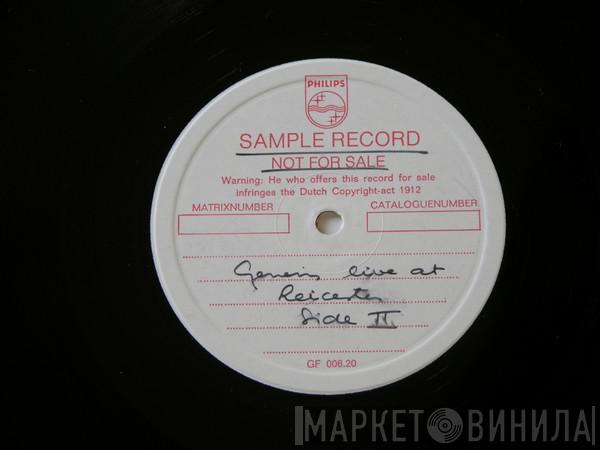 PHILIPS
SAMPLE RECORD
NOT FOR SALE
Warning: He who offers this record for sale
infringes the Dutch Copyright-act 1912
MATRIXNUMBER CATALOGUENUMBER
Genesis live at
Leicester
Side II
GF 006.20
МАРКЕТ ВИНИЛА